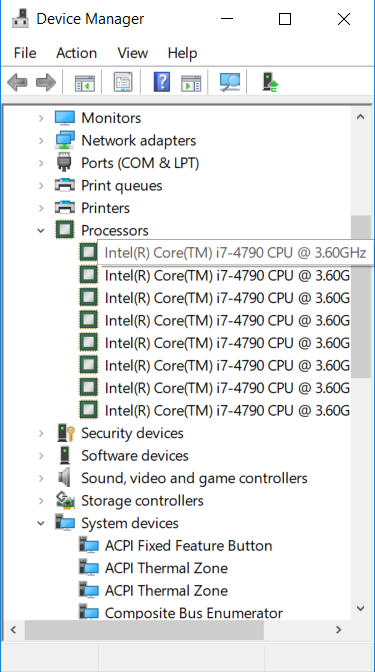 Device Manager
File Action View Help
Monitors
Network adapters
Ports (COM & LPT)
Print queues
Printers
Processors
Intel(R) Core(TM) i7-4790 CPU @ 3.60GHz
Intel(R) Core(TM) i7-4790 CPU @ 3.60G
Intel(R) Core(TM) i7-4790 CPU @ 3.60G
Intel(R) Core(TM) i7-4790 CPU @ 3.60G
Intel(R) Core(TM) i7-4790 CPU @ 3.60G
Intel(R) Core(TM) i7-4790 CPU @ 3.60G
Intel(R) Core(TM) i7-4790 CPU @ 3.60G
Intel(R) Core(TM) i7-4790 CPU @ 3.60G
Security devices
Software devices
Sound, video and game controllers
Storage controllers
System devices
ACPI Fixed Feature Button
ACPI Thermal Zone
ACPI Thermal Zone
Composite Bus Enumerator